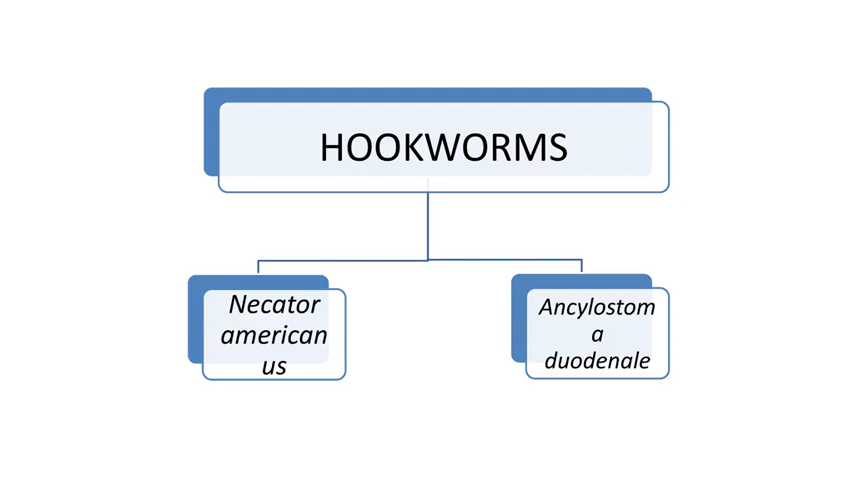 HOOKWORMS
Necator
american
us
Ancylostom
a
duodenale